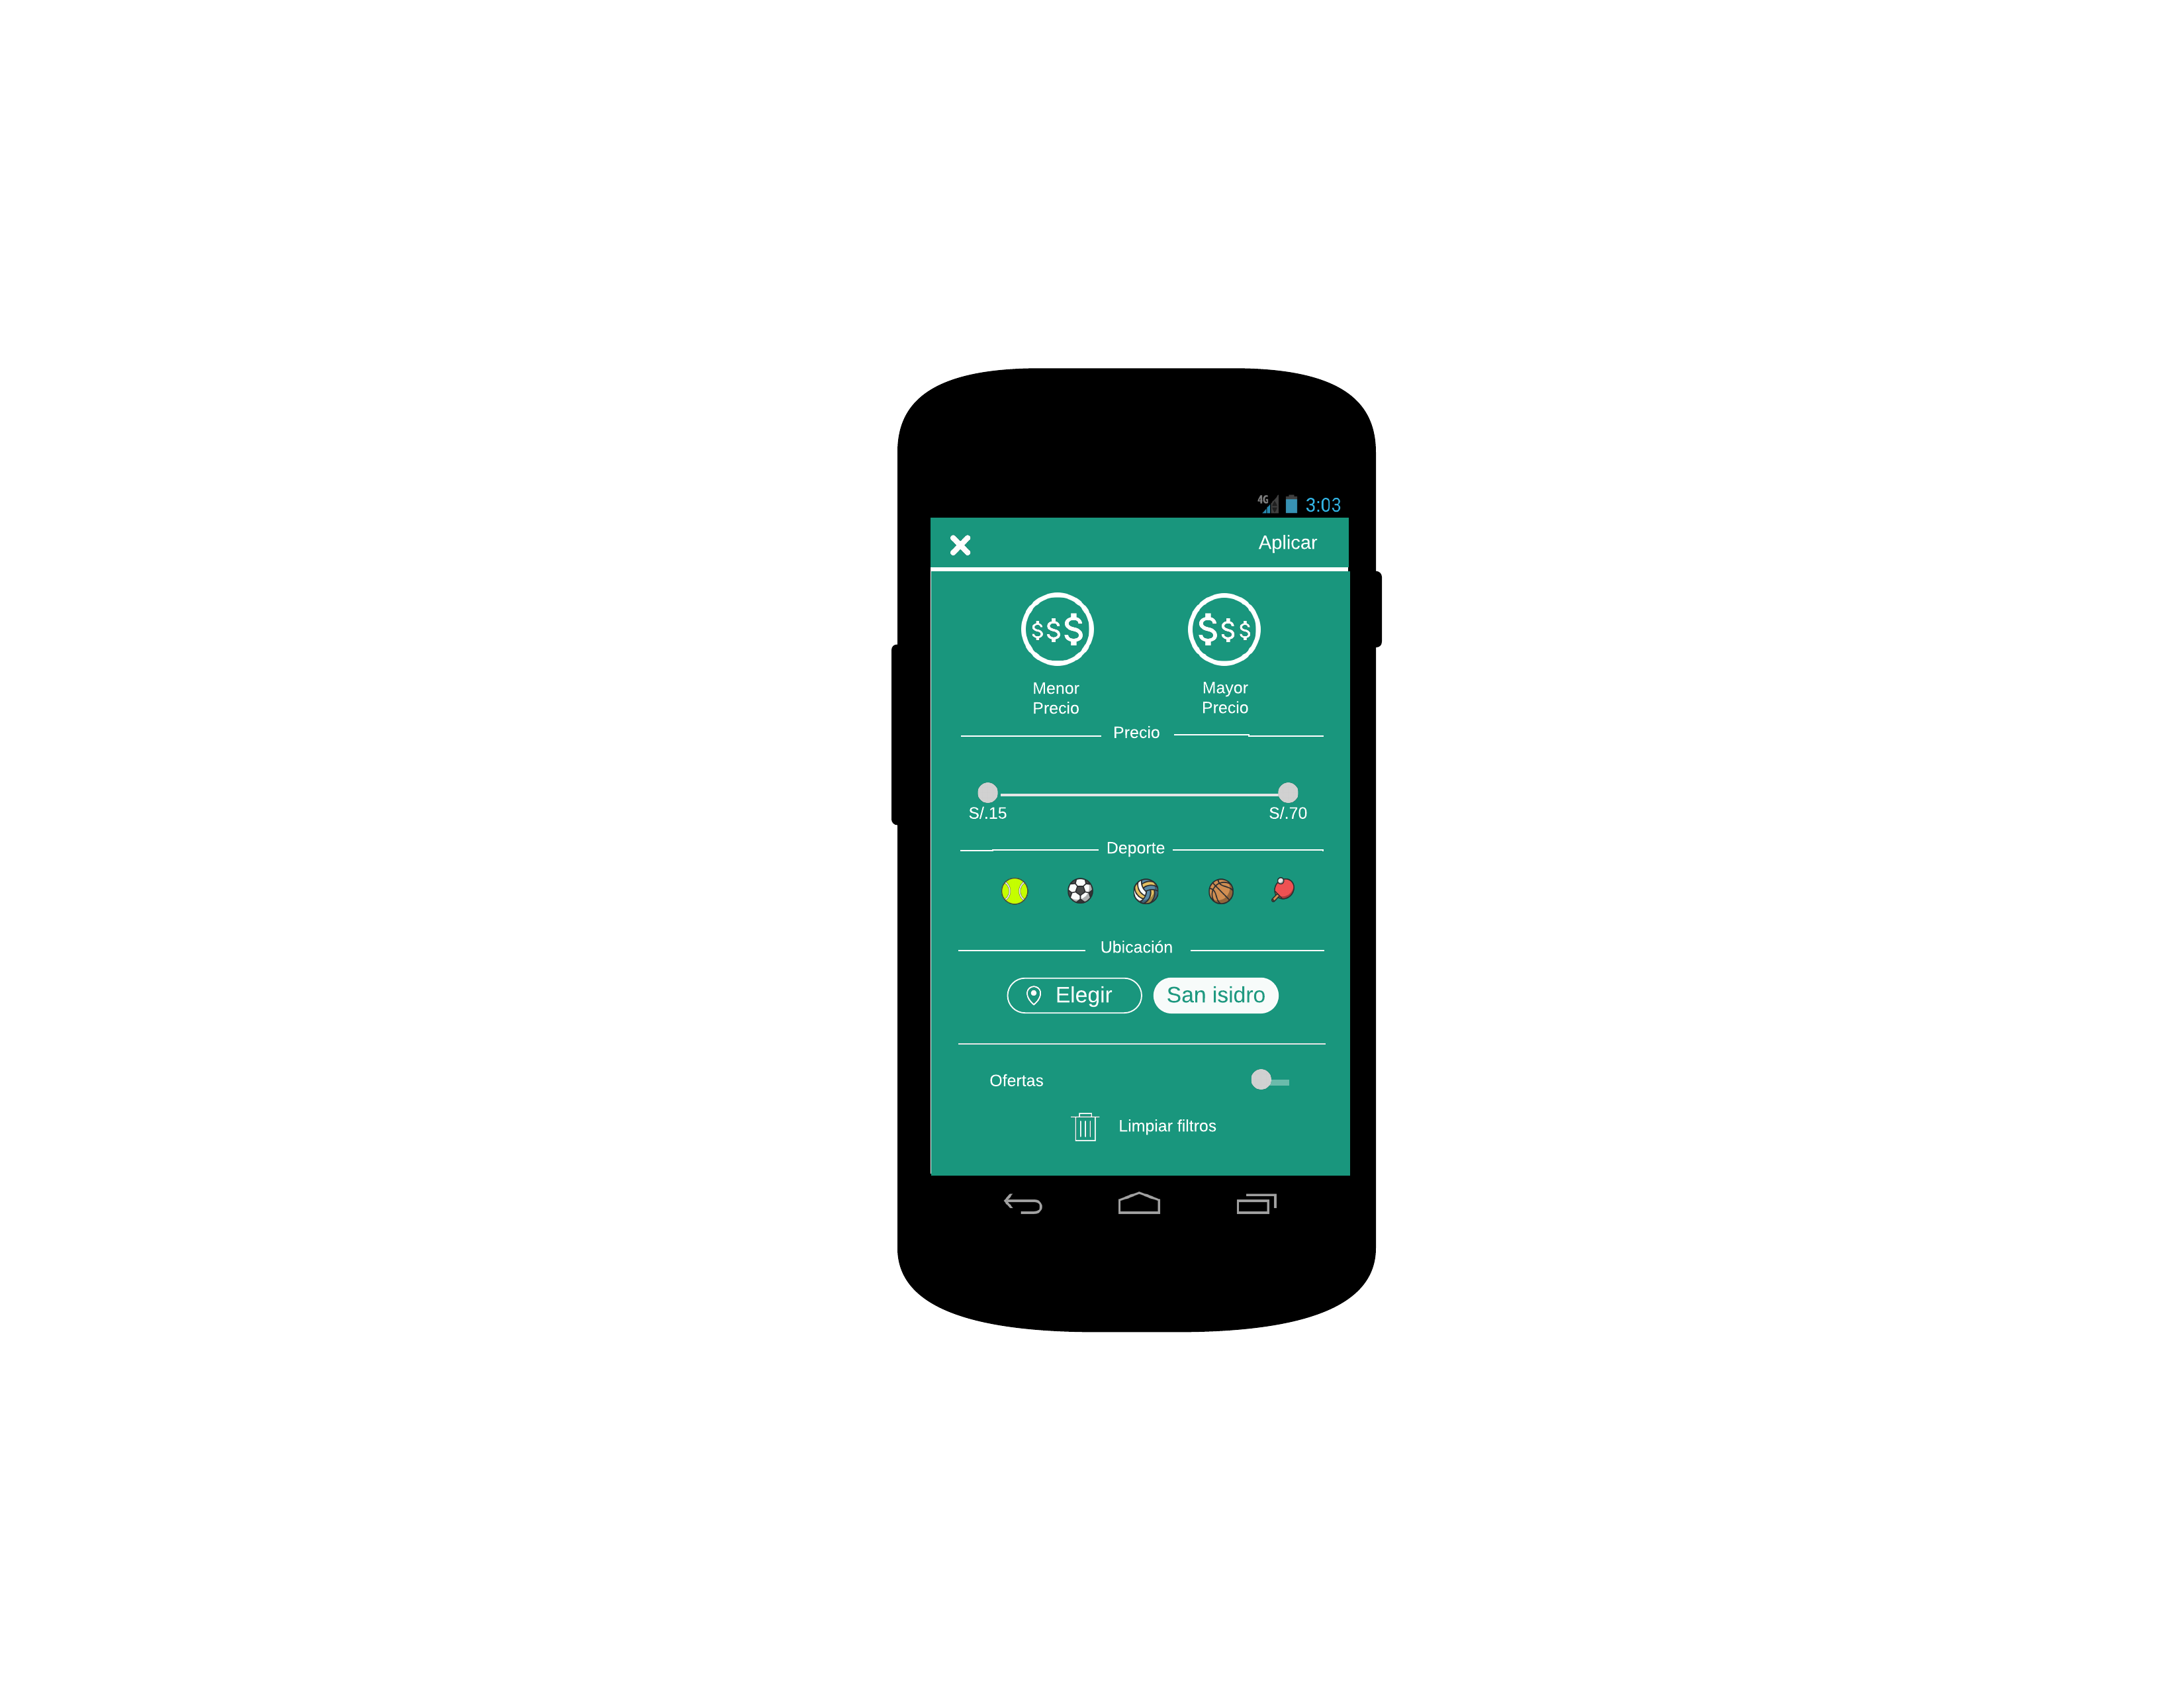 4G 3:03
Aplicar
$$$ $$$
Menor Mayor
Precio Precio
Precio
S/.15 S/.70
Deporte
Ubicación
Elegir San isidro
Ofertas
Limpiar filtros